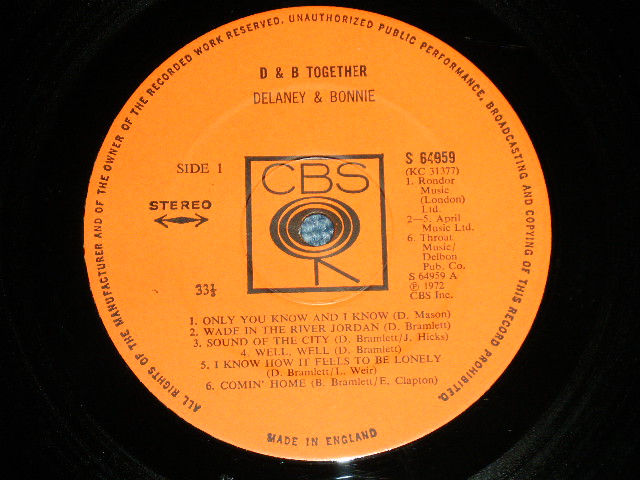 ALL RIGHTS OF THE MANUFACTURER AND OF THE OWNER OF THE RECORDED WORK RESERVED. UNAUTHORIZED PUBLIC PERFORMANCE, BROADCASTING AND COPYING OF THIS RECORD PROHIBITED.
D & B TOGETHER
DELANEY & BONNIE
SIDE 1
STEREO
33⅓
CBS
S 64959
(KC 31377)
1. Rondor
Music
(London)
Ltd.
2—5. April
Music Ltd.
6. Throat
Music/
Delbon
Pub. Co.
S 64959 A
Ⓟ 1972
CBS Inc.
1. ONLY YOU KNOW AND I KNOW (D. Mason)
2. WADE IN THE RIVER JORDAN (D. Bramlett)
3. SOUND OF THE CITY (D. Bramlett/J. Hicks)
4. WELL, WELL (D. Bramlett)
5. I KNOW HOW IT FEELS TO BE LONELY
(D. Bramlett/L. Weir)
6. COMIN' HOME (B. Bramlett/E. Clapton)
MADE IN ENGLAND